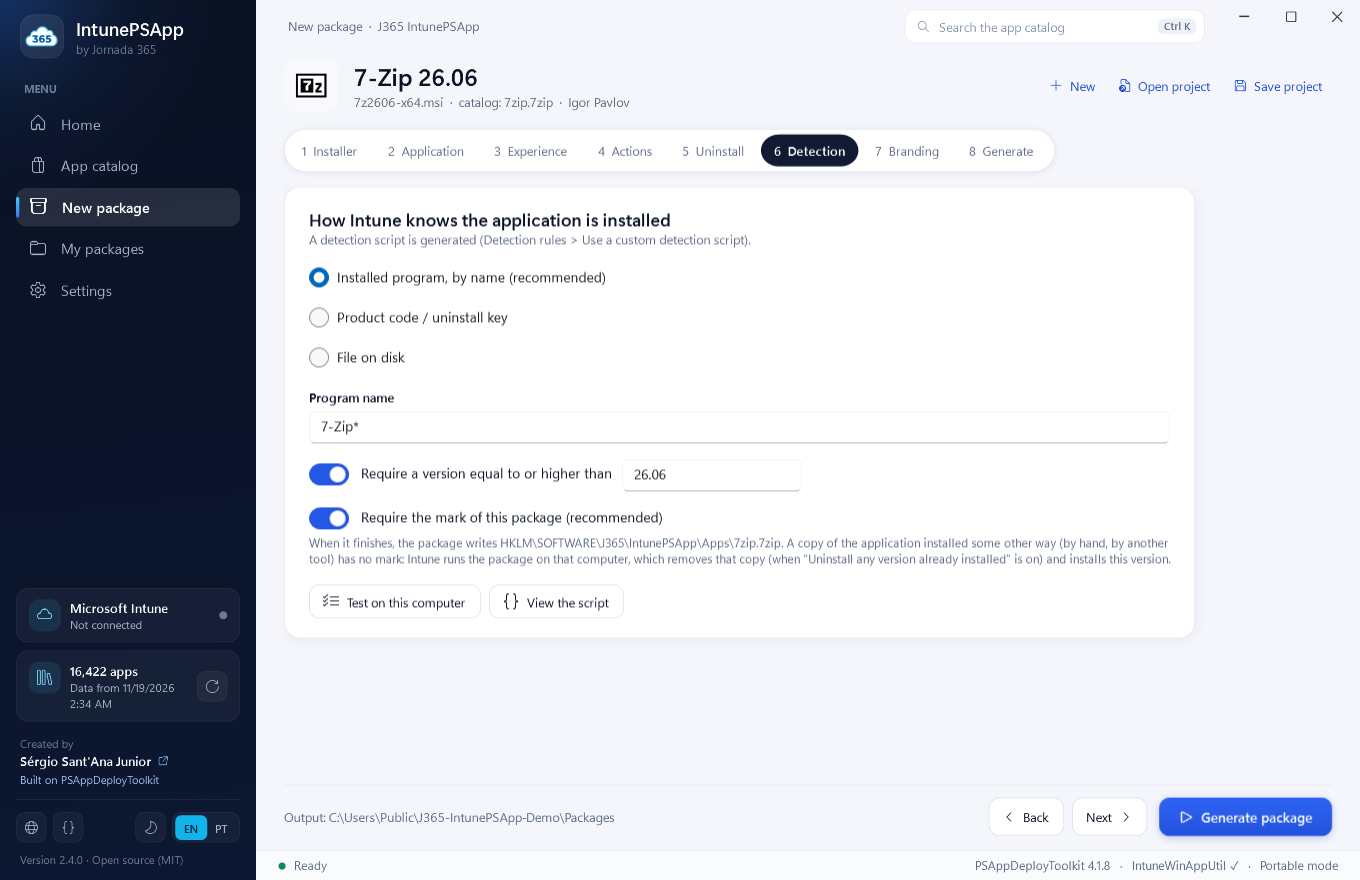 365
IntunePSApp
by Jornada 365
MENU
Home
App catalog
New package
My packages
Settings
Microsoft Intune
Not connected
16,422 apps
Data from 11/19/2026
2:34 AM
Created by
Sérgio Sant'Ana Junior
Built on PSAppDeployToolkit
{}
EN
PT
Version 2.4.0 · Open source (MIT)
New package · J365 IntunePSApp
Search the app catalog
Ctrl K
7z
7-Zip 26.06
7z2606-x64.msi · catalog: 7zip.7zip · Igor Pavlov
New
Open project
Save project
1 Installer
2 Application
3 Experience
4 Actions
5 Uninstall
6 Detection
7 Branding
8 Generate
How Intune knows the application is installed
A detection script is generated (Detection rules > Use a custom detection script).
Installed program, by name (recommended)
Product code / uninstall key
File on disk
Program name
7-Zip*
Require a version equal to or higher than
26.06
Require the mark of this package (recommended)
When it finishes, the package writes HKLM\SOFTWARE\J365\IntunePSApp\Apps\7zip.7zip. A copy of the application installed some other way (by hand, by another
tool) has no mark: Intune runs the package on that computer, which removes that copy (when "Uninstall any version already installed" is on) and installs this version.
Test on this computer
{} View the script
Output: C:\Users\Public\J365-IntunePSApp-Demo\Packages
Back
Next
Generate package
Ready
PSAppDeployToolkit 4.1.8 · IntuneWinAppUtil ✓ · Portable mode